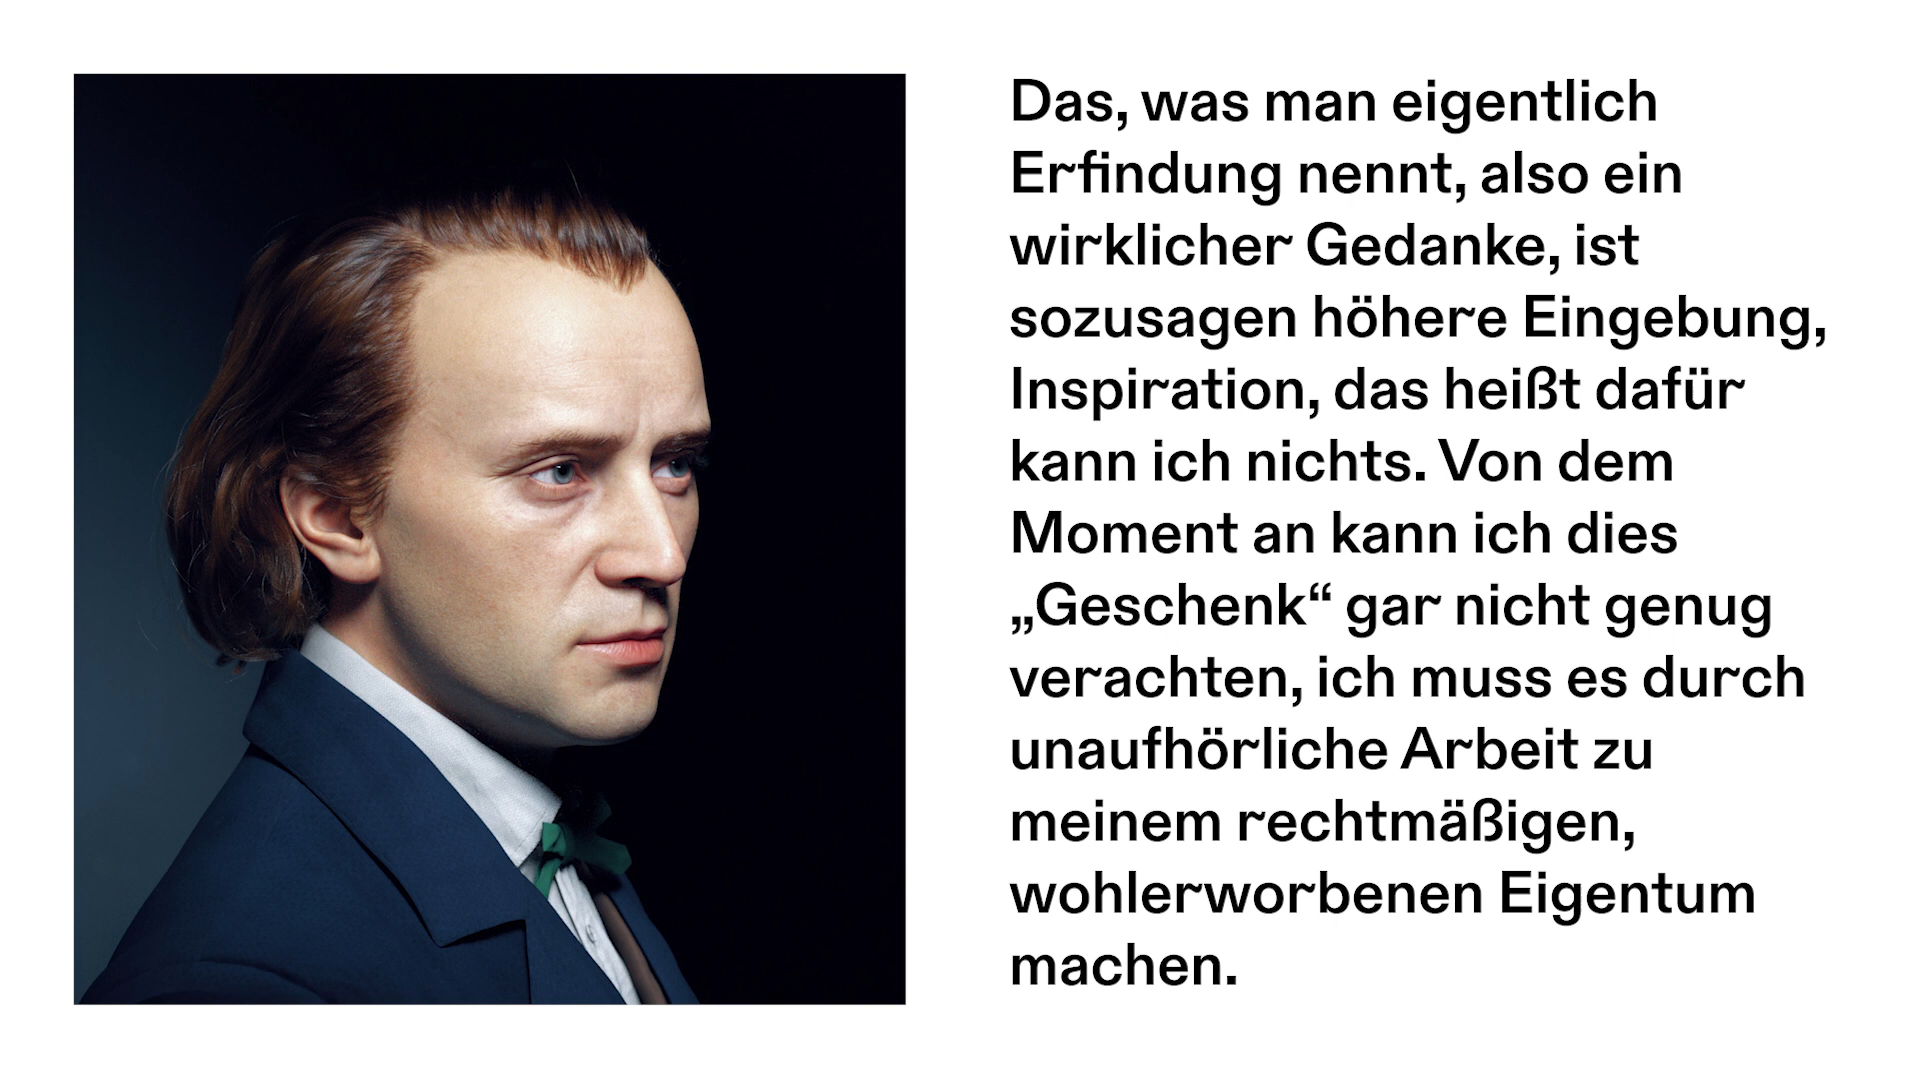 Das, was man eigentlich
Erfindung nennt, also ein
wirklicher Gedanke, ist
sozusagen höhere Eingebung,
Inspiration, das heißt dafür
kann ich nichts. Von dem
Moment an kann ich dies
„Geschenk“ gar nicht genug
verachten, ich muss es durch
unaufhörliche Arbeit zu
meinem rechtmäßigen,
wohlerworbenen Eigentum
machen.